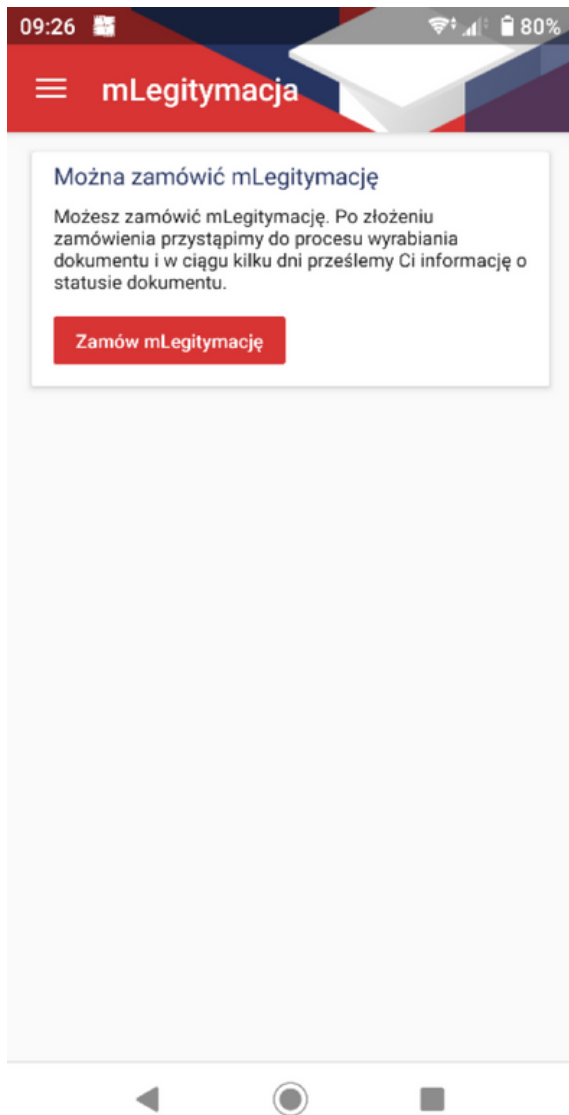 09:26 80%
mLegitymacja
Można zamówić mLegitymację
Możesz zamówić mLegitymację. Po złożeniu
zamówienia przystąpimy do procesu wyrabiania
dokumentu i w ciągu kilku dni prześlemy Ci informację o
statusie dokumentu.
Zamów mLegitymację